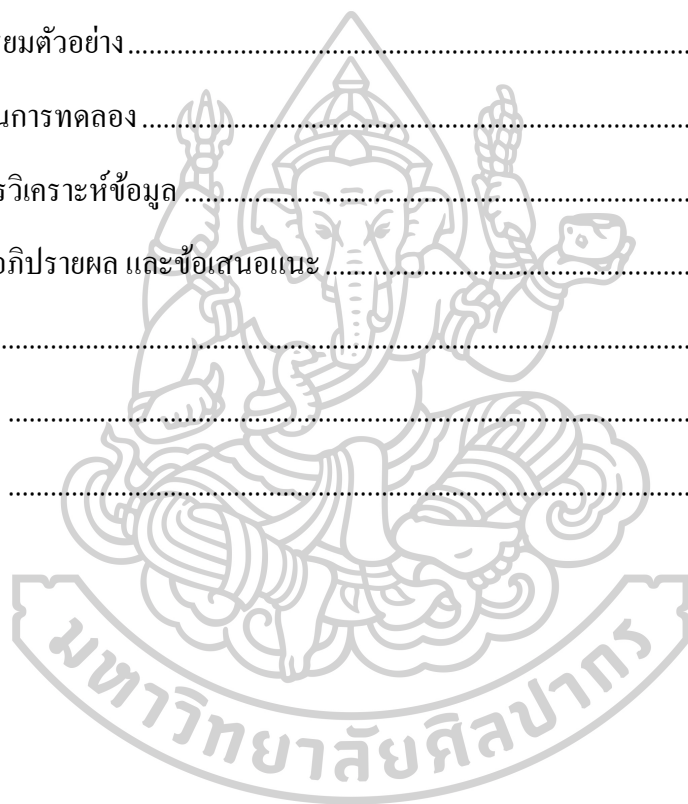 ยมตัวอย่าง................................................................................
นการทดลอง................................................................................
รวิเคราะห์ข้อมูล................................................................................
อภิปรายผล และข้อเสนอแนะ................................................................................
................................................................................
................................................................................
................................................................................
มหาวิทยาลัยศิลปากร